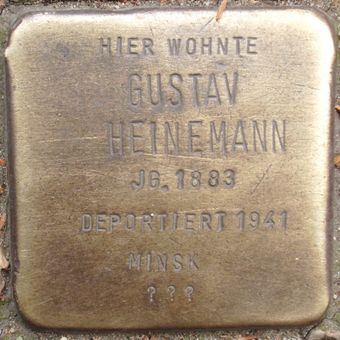 HIER WOHNTE
GUSTAV
HEINEMANN
JG. 1883
DEPORTIERT 1941
MINSK
? ? ?